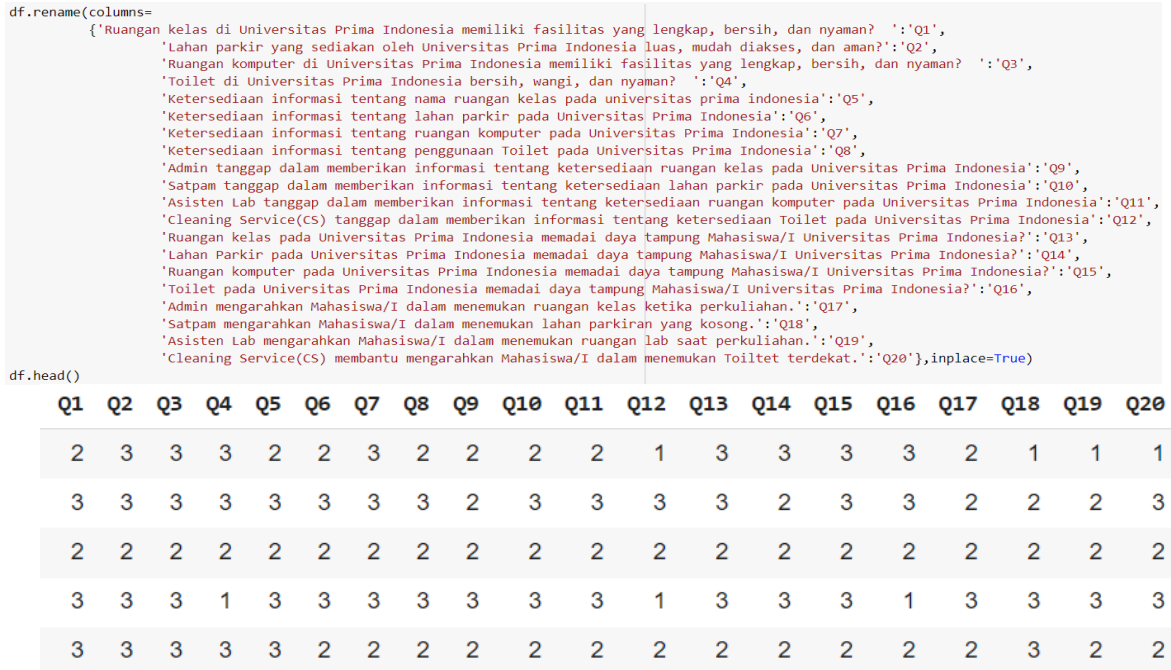 df.rename(columns=
{'Ruangan kelas di Universitas Prima Indonesia memiliki fasilitas yang lengkap, bersih, dan nyaman?  ':'Q1',
'Lahan parkir yang sediakan oleh Universitas Prima Indonesia luas, mudah diakses, dan aman?':'Q2',
'Ruangan komputer di Universitas Prima Indonesia memiliki fasilitas yang lengkap, bersih, dan nyaman?  ':'Q3',
'Toilet di Universitas Prima Indonesia bersih, wangi, dan nyaman?  ':'Q4',
'Ketersediaan informasi tentang nama ruangan kelas pada universitas prima indonesia':'Q5',
'Ketersediaan informasi tentang lahan parkir pada Universitas Prima Indonesia':'Q6',
'Ketersediaan informasi tentang ruangan komputer pada Universitas Prima Indonesia':'Q7',
'Ketersediaan informasi tentang penggunaan Toilet pada Universitas Prima Indonesia':'Q8',
'Admin tanggap dalam memberikan informasi tentang ketersediaan ruangan kelas pada Universitas Prima Indonesia':'Q9',
'Satpam tanggap dalam memberikan informasi tentang ketersediaan lahan parkir pada Universitas Prima Indonesia':'Q10',
'Asisten Lab tanggap dalam memberikan informasi tentang ketersediaan ruangan komputer pada Universitas Prima Indonesia':'Q11',
'Cleaning Service(CS) tanggap dalam memberikan informasi tentang ketersediaan Toilet pada Universitas Prima Indonesia':'Q12',
'Ruangan kelas pada Universitas Prima Indonesia memadai daya tampung Mahasiswa/I Universitas Prima Indonesia?':'Q13',
'Lahan Parkir pada Universitas Prima Indonesia memadai daya tampung Mahasiswa/I Universitas Prima Indonesia?':'Q14',
'Ruangan komputer pada Universitas Prima Indonesia memadai daya tampung Mahasiswa/I Universitas Prima Indonesia?':'Q15',
'Toilet pada Universitas Prima Indonesia memadai daya tampung Mahasiswa/I Universitas Prima Indonesia?':'Q16',
'Admin mengarahkan Mahasiswa/I dalam menemukan ruangan kelas ketika perkuliahan.':'Q17',
'Satpam mengarahkan Mahasiswa/I dalam menemukan lahan parkiran yang kosong.':'Q18',
'Asisten Lab mengarahkan Mahasiswa/I dalam menemukan ruangan lab saat perkuliahan.':'Q19',
'Cleaning Service(CS) membantu mengarahkan Mahasiswa/I dalam menemukan Toiltet terdekat.':'Q20'},inplace=True)
df.head()
Q1 Q2 Q3 Q4 Q5 Q6 Q7 Q8 Q9 Q10 Q11 Q12 Q13 Q14 Q15 Q16 Q17 Q18 Q19 Q20
2 3 3 3 2 2 3 2 2 2 2 1 3 3 3 3 2 1 1 1
3 3 3 3 3 3 3 3 2 3 3 3 3 2 3 3 2 2 2 3
2 2 2 2 2 2 2 2 2 2 2 2 2 2 2 2 2 2 2 2
3 3 3 1 3 3 3 3 3 3 3 1 3 3 3 1 3 3 3 3
3 3 3 3 3 2 2 2 2 2 2 2 2 2 2 2 2 3 2 2